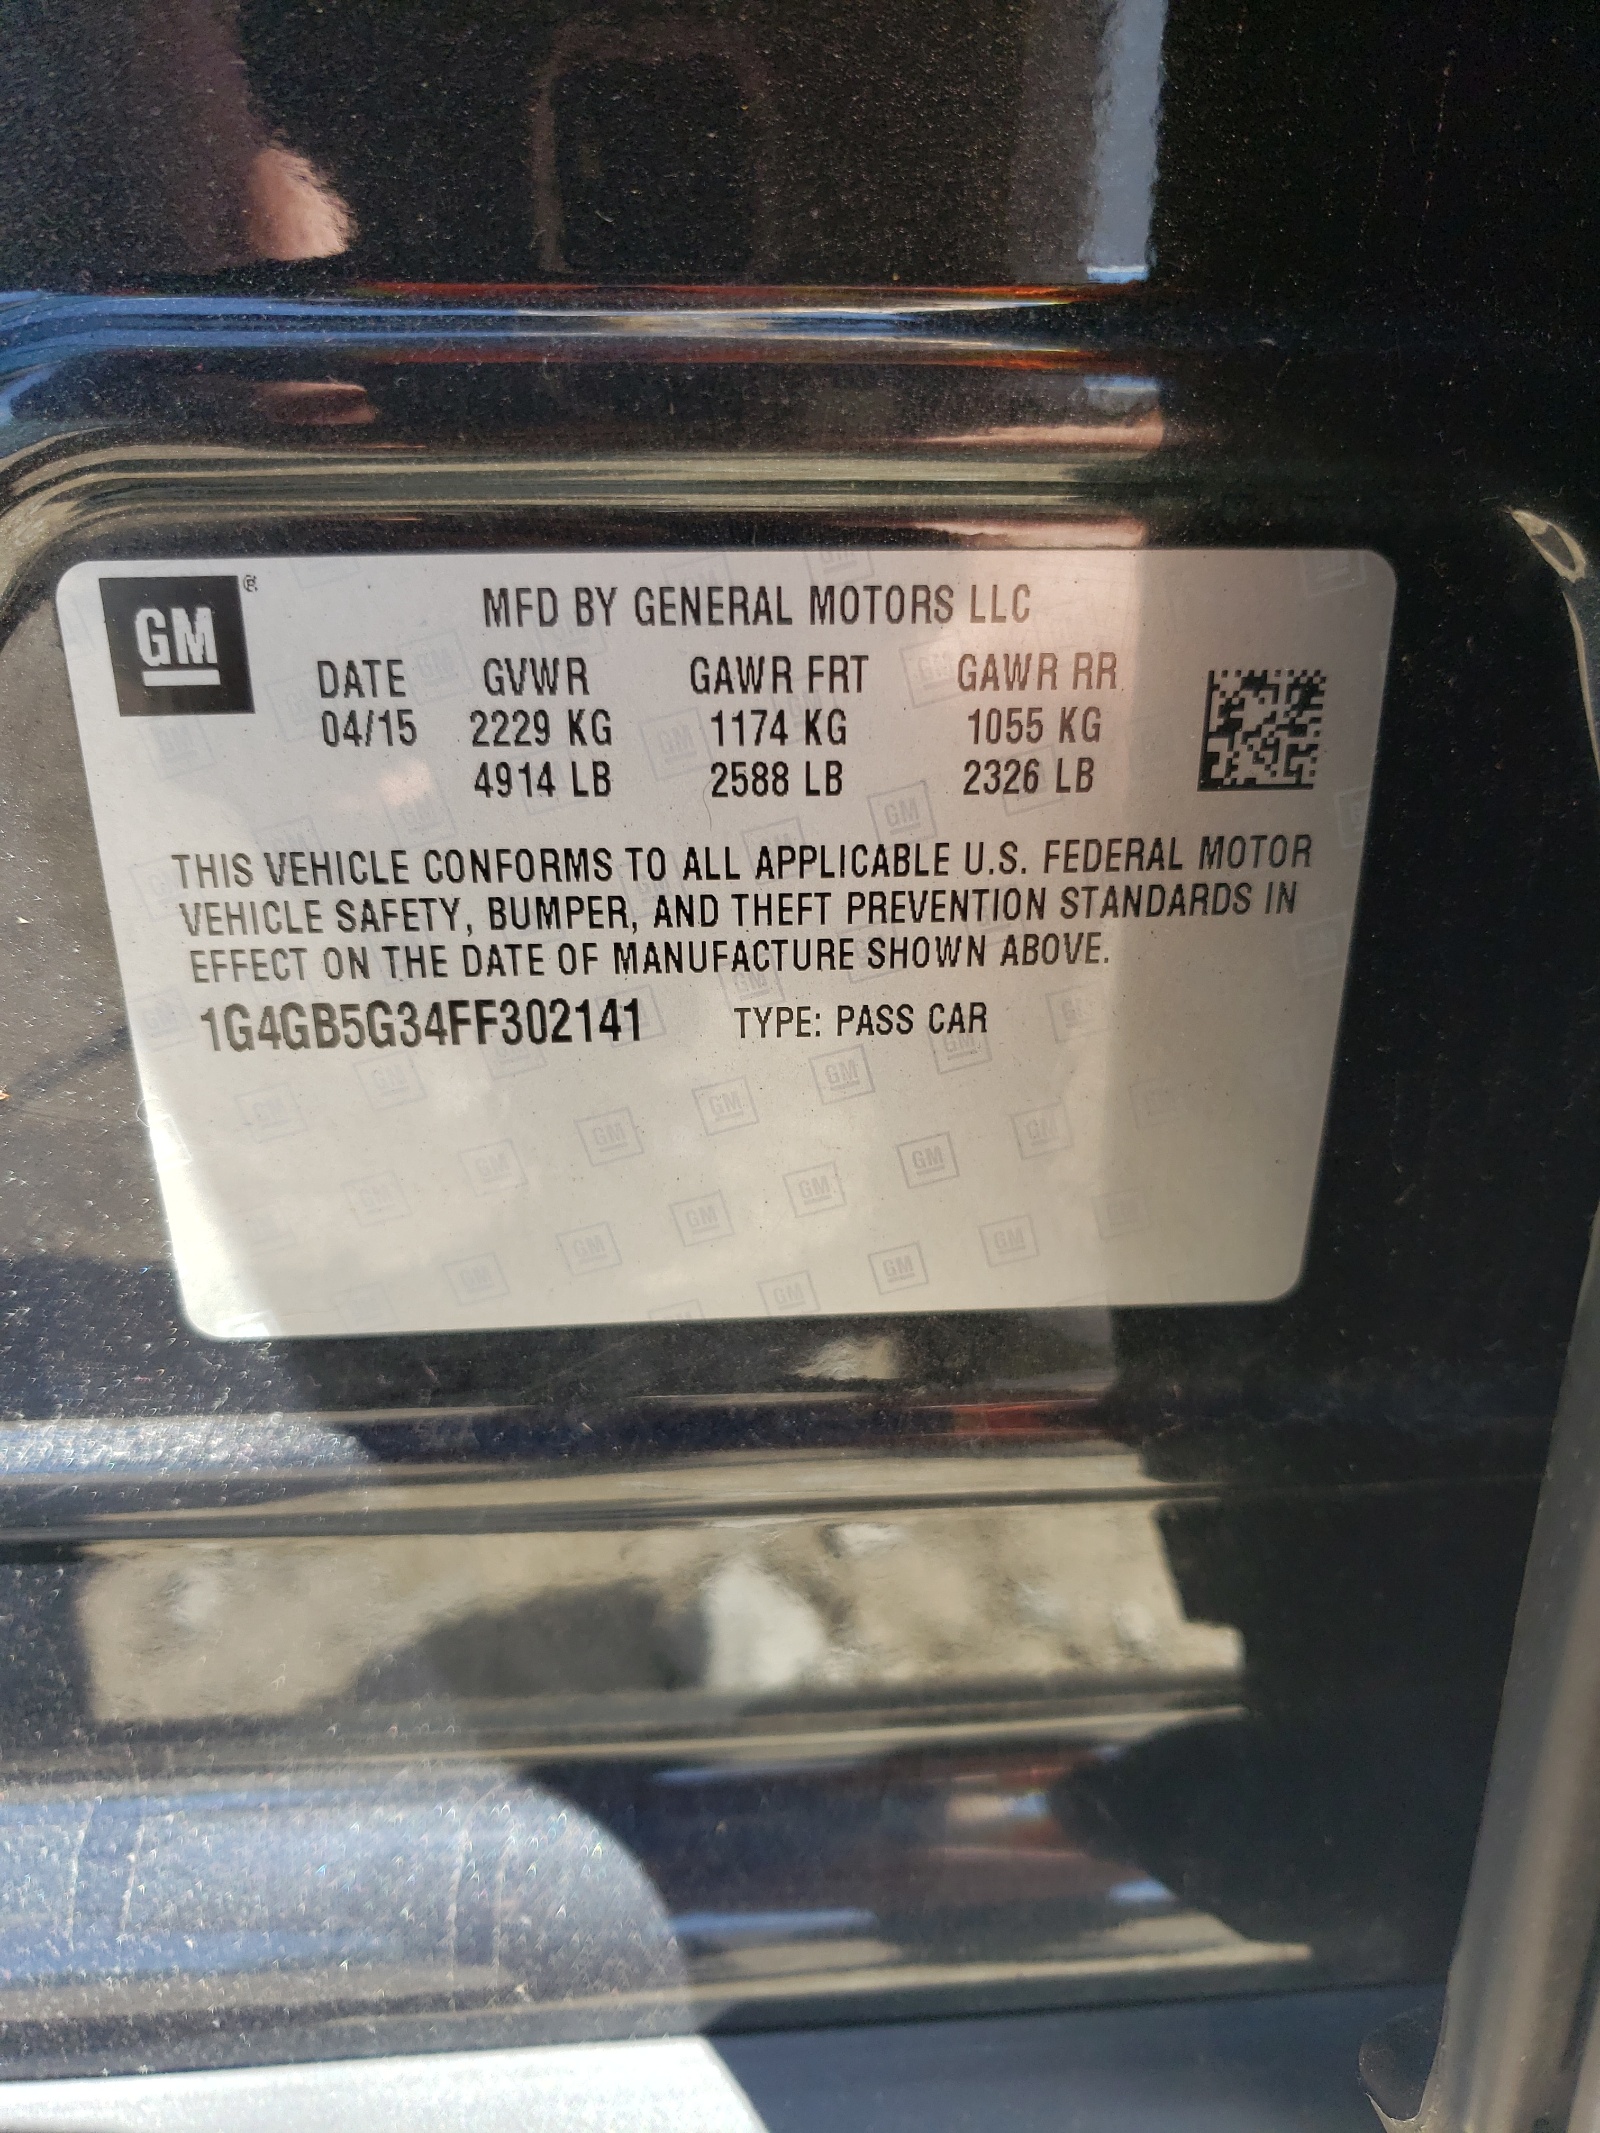 GM®
MFD BY GENERAL MOTORS LLC
DATE GVWR GAWR FRT GAWR RR
04/15 2229 KG 1174 KG 1055 KG
4914 LB 2588 LB 2326 LB
THIS VEHICLE CONFORMS TO ALL APPLICABLE U.S. FEDERAL MOTOR
VEHICLE SAFETY, BUMPER, AND THEFT PREVENTION STANDARDS IN
EFFECT ON THE DATE OF MANUFACTURE SHOWN ABOVE.
1G4GB5G34FF302141 TYPE: PASS CAR